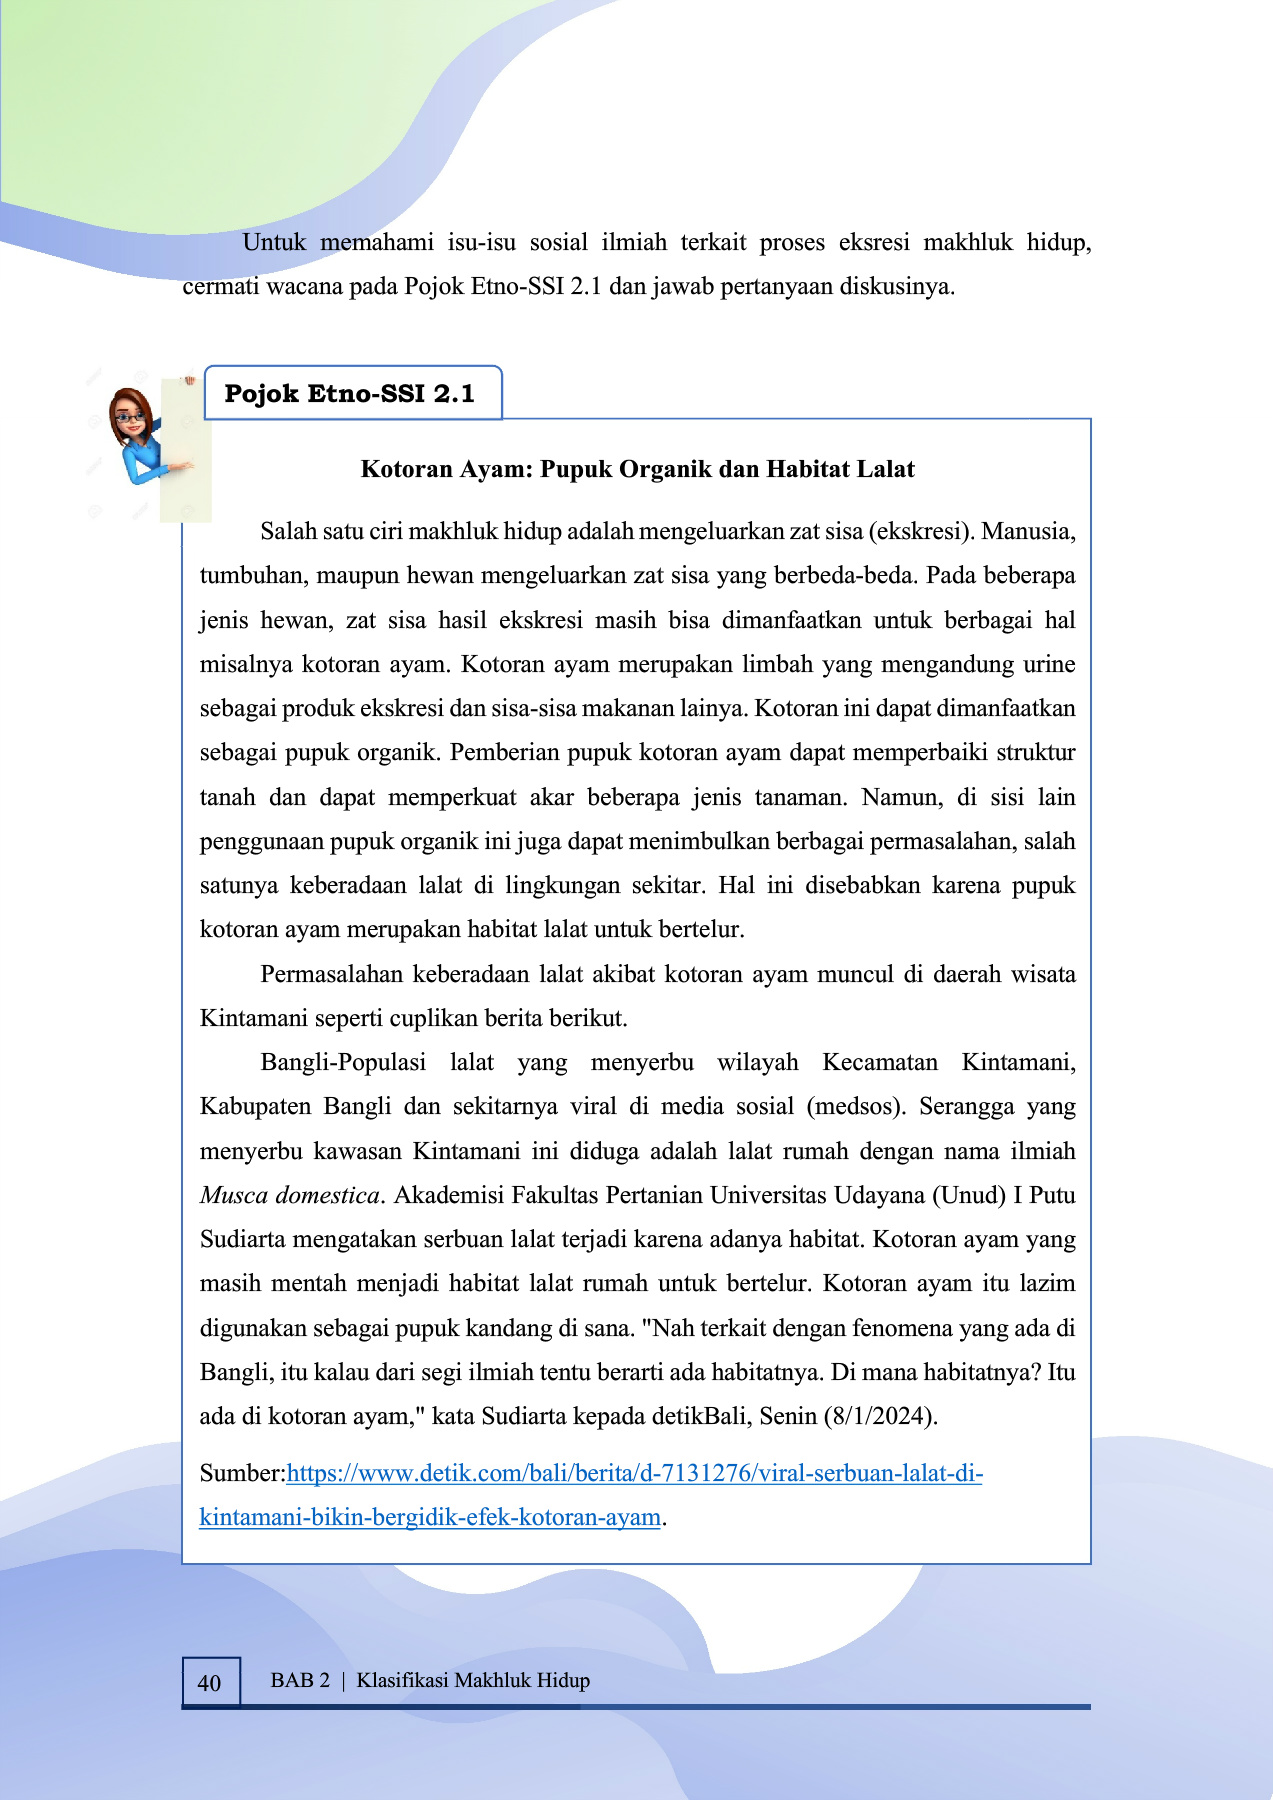 Untuk memahami isu-isu sosial ilmiah terkait proses eksresi makhluk hidup,
cermati wacana pada Pojok Etno-SSI 2.1 dan jawab pertanyaan diskusinya.
Pojok Etno-SSI 2.1
Kotoran Ayam: Pupuk Organik dan Habitat Lalat
Salah satu ciri makhluk hidup adalah mengeluarkan zat sisa (ekskresi). Manusia,
tumbuhan, maupun hewan mengeluarkan zat sisa yang berbeda-beda. Pada beberapa
jenis hewan, zat sisa hasil ekskresi masih bisa dimanfaatkan untuk berbagai hal
misalnya kotoran ayam. Kotoran ayam merupakan limbah yang mengandung urine
sebagai produk ekskresi dan sisa-sisa makanan lainya. Kotoran ini dapat dimanfaatkan
sebagai pupuk organik. Pemberian pupuk kotoran ayam dapat memperbaiki struktur
tanah dan dapat memperkuat akar beberapa jenis tanaman. Namun, di sisi lain
penggunaan pupuk organik ini juga dapat menimbulkan berbagai permasalahan, salah
satunya keberadaan lalat di lingkungan sekitar. Hal ini disebabkan karena pupuk
kotoran ayam merupakan habitat lalat untuk bertelur.
Permasalahan keberadaan lalat akibat kotoran ayam muncul di daerah wisata
Kintamani seperti cuplikan berita berikut.
Bangli-Populasi lalat yang menyerbu wilayah Kecamatan Kintamani,
Kabupaten Bangli dan sekitarnya viral di media sosial (medsos). Serangga yang
menyerbu kawasan Kintamani ini diduga adalah lalat rumah dengan nama ilmiah
Musca domestica. Akademisi Fakultas Pertanian Universitas Udayana (Unud) I Putu
Sudiarta mengatakan serbuan lalat terjadi karena adanya habitat. Kotoran ayam yang
masih mentah menjadi habitat lalat rumah untuk bertelur. Kotoran ayam itu lazim
digunakan sebagai pupuk kandang di sana. "Nah terkait dengan fenomena yang ada di
Bangli, itu kalau dari segi ilmiah tentu berarti ada habitatnya. Di mana habitatnya? Itu
ada di kotoran ayam," kata Sudiarta kepada detikBali, Senin (8/1/2024).
Sumber:https://www.detik.com/bali/berita/d-7131276/viral-serbuan-lalat-di-
kintamani-bikin-bergidik-efek-kotoran-ayam.
40 BAB 2 | Klasifikasi Makhluk Hidup